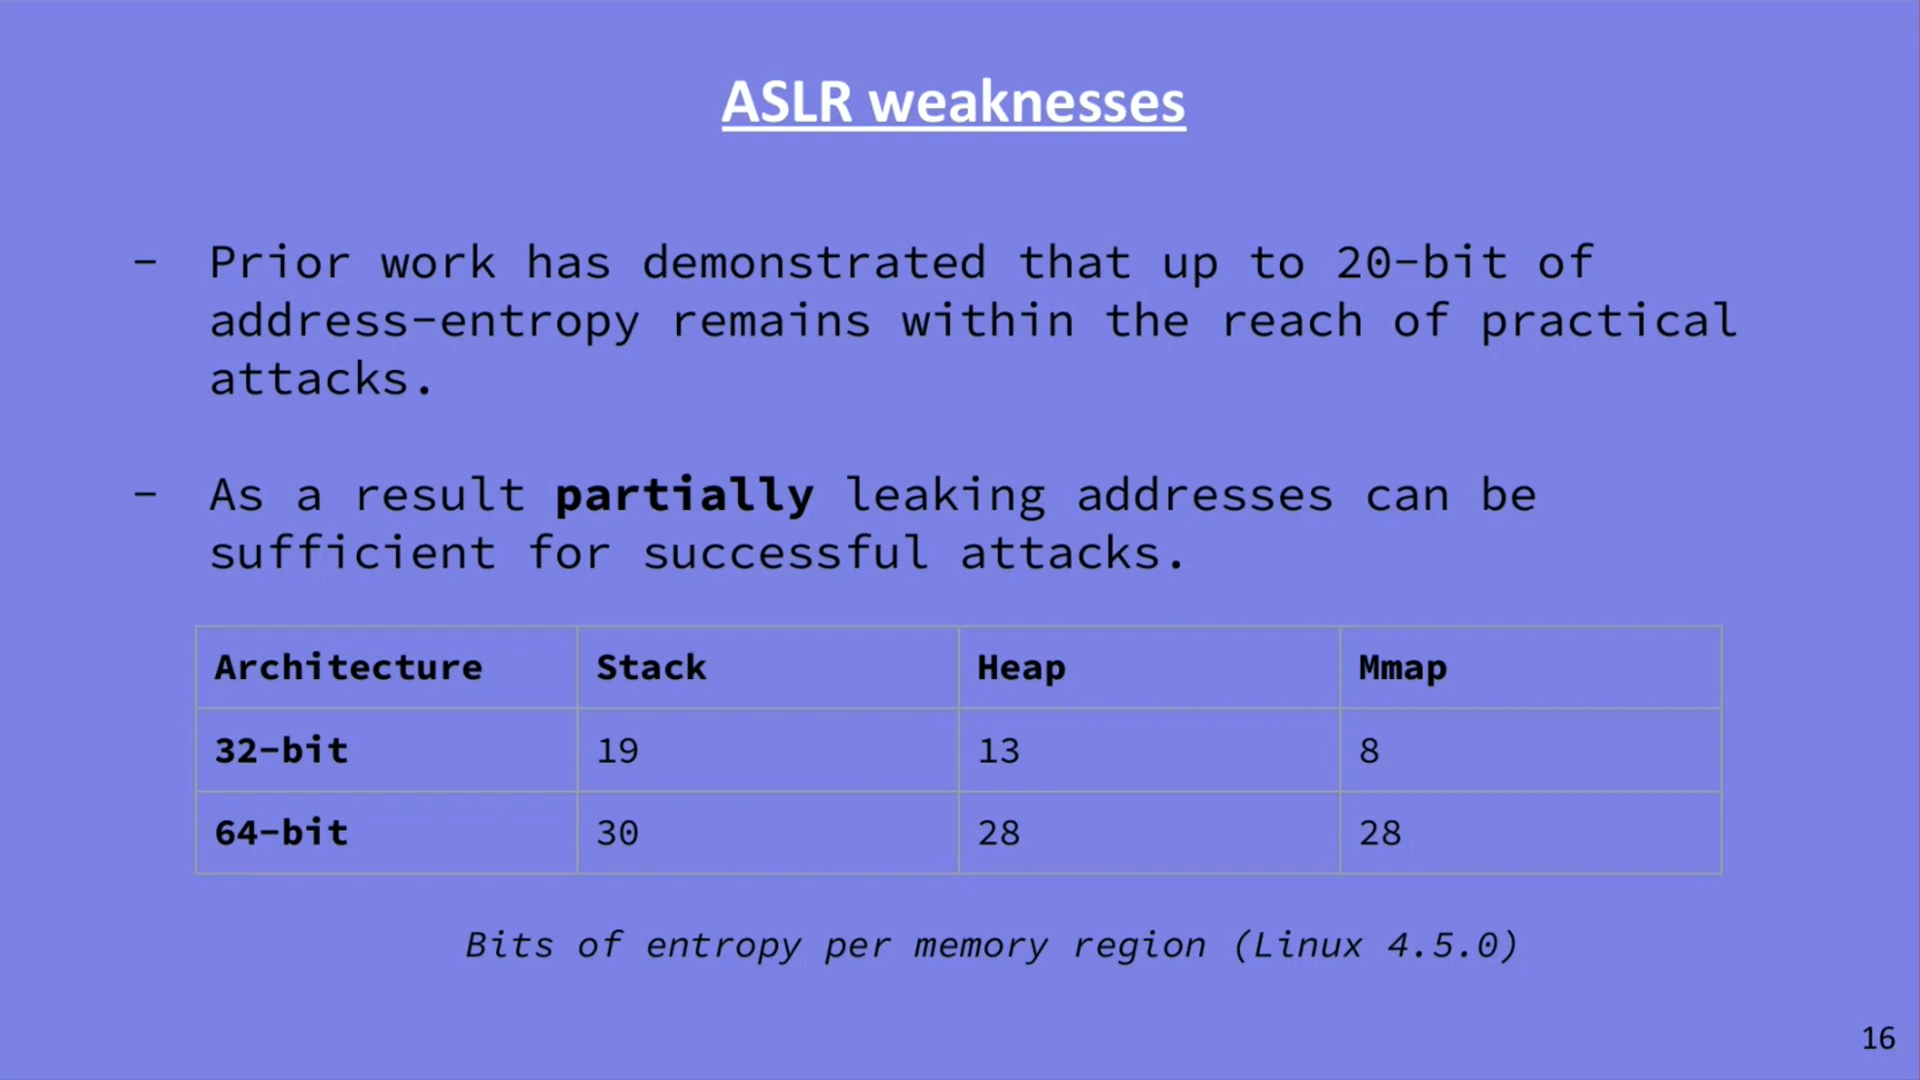 ASLR weaknesses
- Prior work has demonstrated that up to 20-bit of
address-entropy remains within the reach of practical
attacks.
- As a result partially leaking addresses can be
sufficient for successful attacks.
Architecture Stack Heap Mmap
32-bit 19 13 8
64-bit 30 28 28
Bits of entropy per memory region (Linux 4.5.0)
16